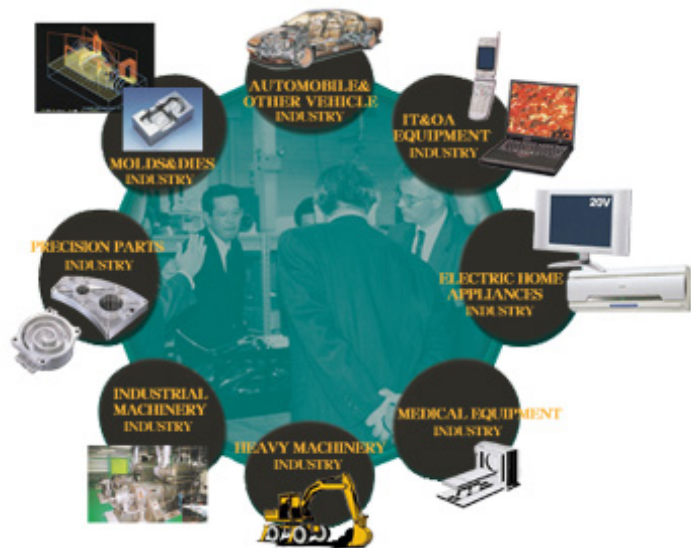 AUTOMOBILE&
OTHER VEHICLE
INDUSTRY
IT&OA
EQUIPMENT
INDUSTRY
MOLDS&DIES
INDUSTRY
20V
PRECISION PARTS
INDUSTRY
ELECTRIC HOME
APPLIANCES
INDUSTRY
INDUSTRIAL
MACHINERY
INDUSTRY
MEDICAL EQUIPMENT
INDUSTRY
HEAVY MACHINERY
INDUSTRY